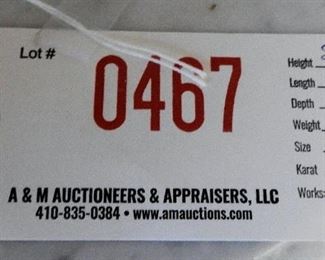 Lot #
0467
A & M AUCTIONEERS & APPRAISERS, LLC
410-835-0384 • www.amauctions.com
Height
Length
Depth
Weight
Size
Karat
Works: